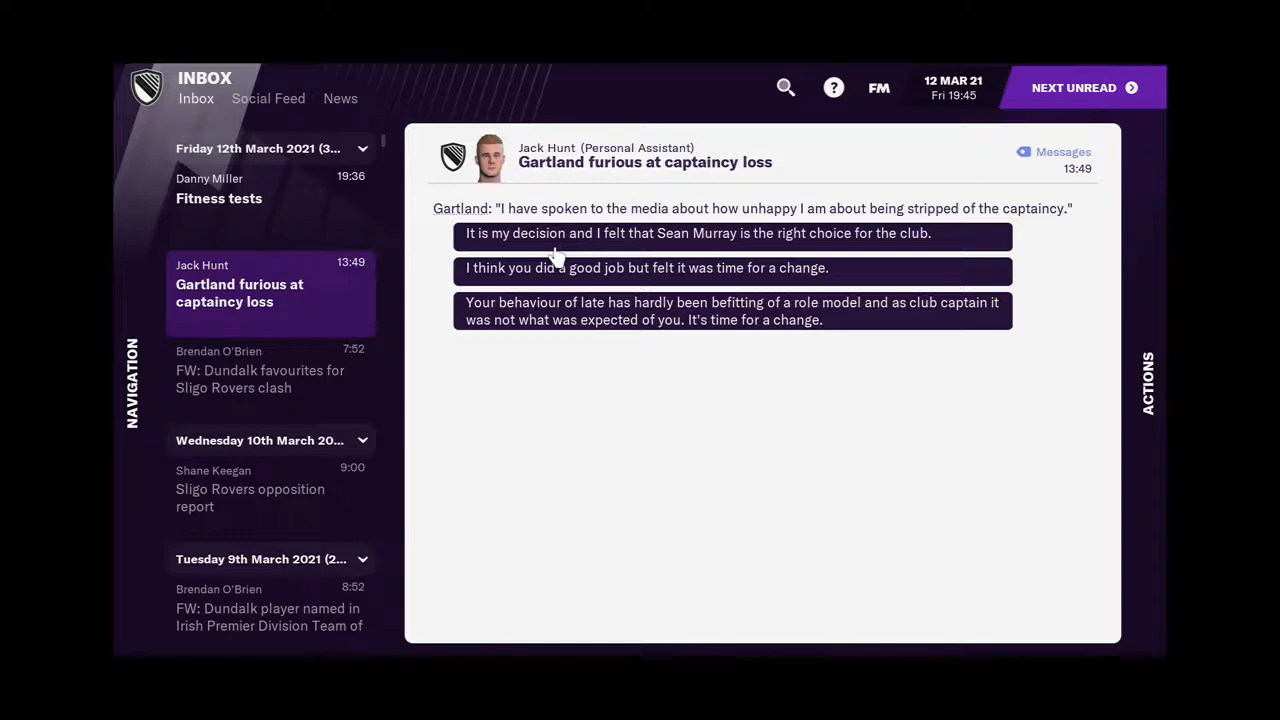 INBOX
Inbox Social Feed News
FM
12 MAR 21
Fri 19:45
NEXT UNREAD
NAVIGATION
Friday 12th March 2021 (3...
Danny Miller 19:36
Fitness tests
Jack Hunt 13:49
Gartland furious at
captaincy loss
Brendan O'Brien 7:52
FW: Dundalk favourites for
Sligo Rovers clash
Wednesday 10th March 20...
Shane Keegan 9:00
Sligo Rovers opposition
report
Tuesday 9th March 2021 (2...
Brendan O'Brien 8:52
FW: Dundalk player named in
Irish Premier Division Team of
Jack Hunt (Personal Assistant)
Gartland furious at captaincy loss
Messages
13:49
Gartland: "I have spoken to the media about how unhappy I am about being stripped of the captaincy."
It is my decision and I felt that Sean Murray is the right choice for the club.
I think you did a good job but felt it was time for a change.
Your behaviour of late has hardly been befitting of a role model and as club captain it
was not what was expected of you. It's time for a change.
ACTIONS